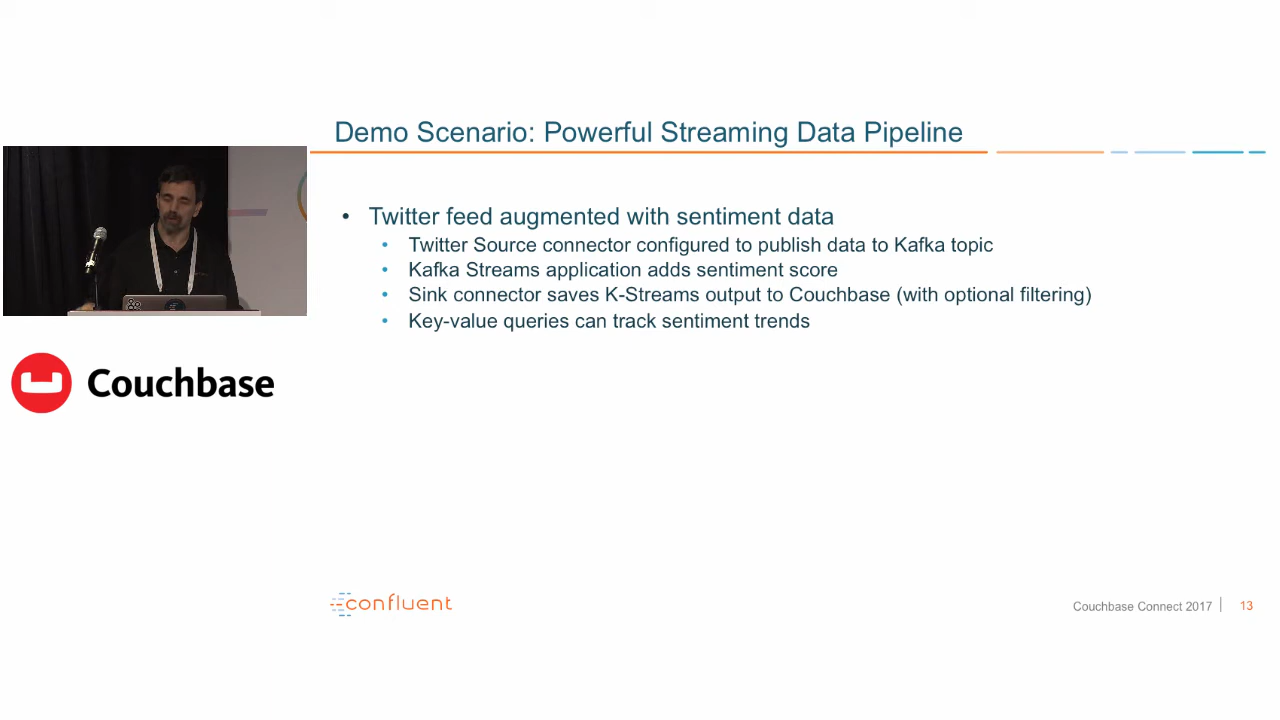 Demo Scenario: Powerful Streaming Data Pipeline
• Twitter feed augmented with sentiment data
• Twitter Source connector configured to publish data to Kafka topic
• Kafka Streams application adds sentiment score
• Sink connector saves K-Streams output to Couchbase (with optional filtering)
• Key-value queries can track sentiment trends
Couchbase
confluent
Couchbase Connect 2017 | 13